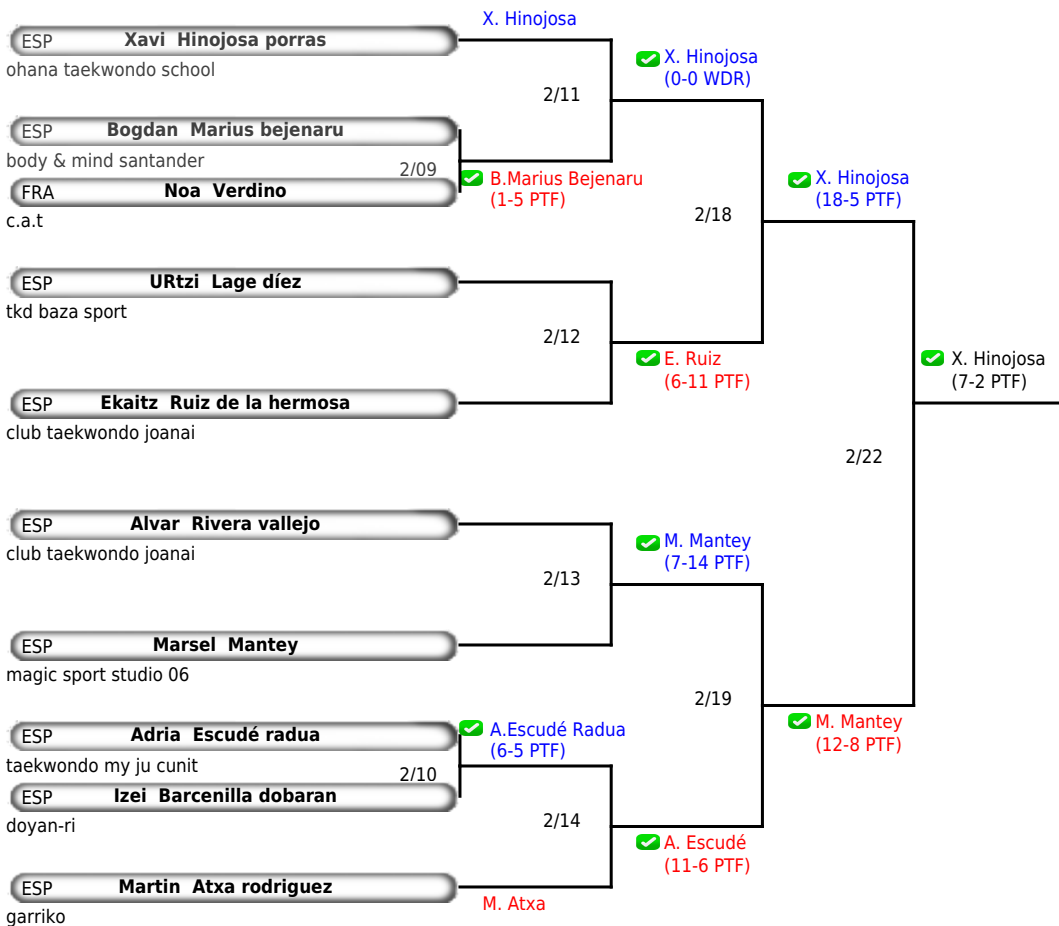 X. Hinojosa
ESP Xavi Hinojosa porras
ohana taekwondo school
X. Hinojosa
(0-0 WDR)
2/11
ESP Bogdan Marius bejenaru
body & mind santander
2/09
B.Marius Bejenaru
(1-5 PTF)
FRA Noa Verdino
c.a.t
X. Hinojosa
(18-5 PTF)
2/18
ESP URtzi Lage díez
tkd baza sport
2/12
E. Ruiz
(6-11 PTF)
X. Hinojosa
(7-2 PTF)
ESP Ekaitz Ruiz de la hermosa
club taekwondo joanai
2/22
ESP Alvar Rivera vallejo
club taekwondo joanai
M. Mantey
(7-14 PTF)
2/13
ESP Marsel Mantey
magic sport studio 06
2/19
M. Mantey
(12-8 PTF)
ESP Adria Escudé radua
taekwondo my ju cunit
A.Escudé Radua
(6-5 PTF)
2/10
ESP Izei Barcenilla dobaran
doyan-ri
2/14
A. Escudé
(11-6 PTF)
ESP Martin Atxa rodriguez
garriko
M. Atxa